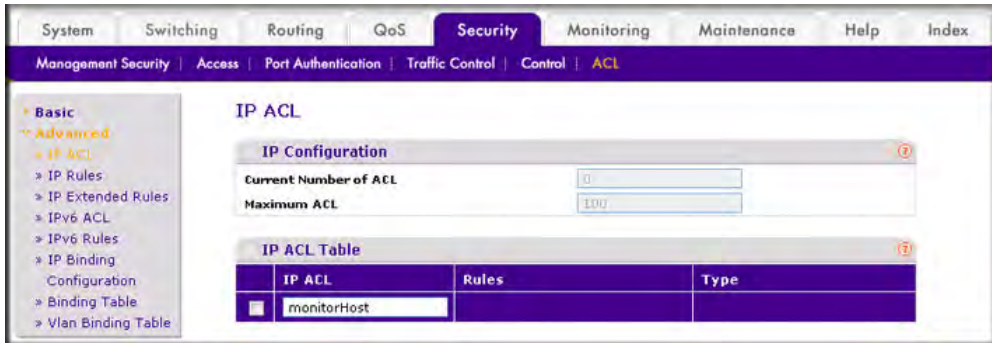 System Switching Routing QoS Security Monitoring Maintenance Help Index
Management Security | Access | Port Authentication | Traffic Control | Control | ACL
Basic
Advanced
» IP ACL
» IP Rules
» IP Extended Rules
» IPv6 ACL
» IPv6 Rules
» IP Binding
Configuration
» Binding Table
» Vlan Binding Table
IP ACL
IP Configuration
Current Number of ACL 0
Maximum ACL 100
IP ACL Table
IP ACL Rules Type
monitorHost